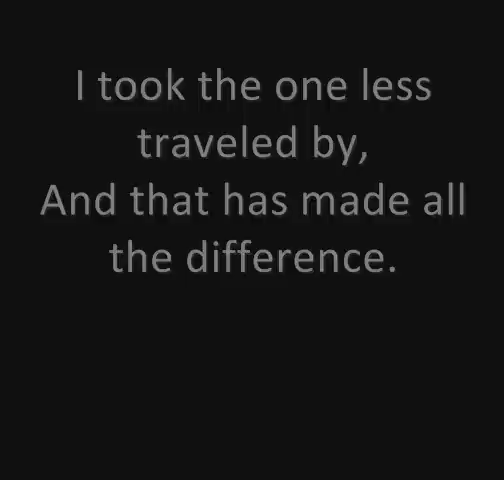 I took the one less
traveled by,
And that has made all
the difference.